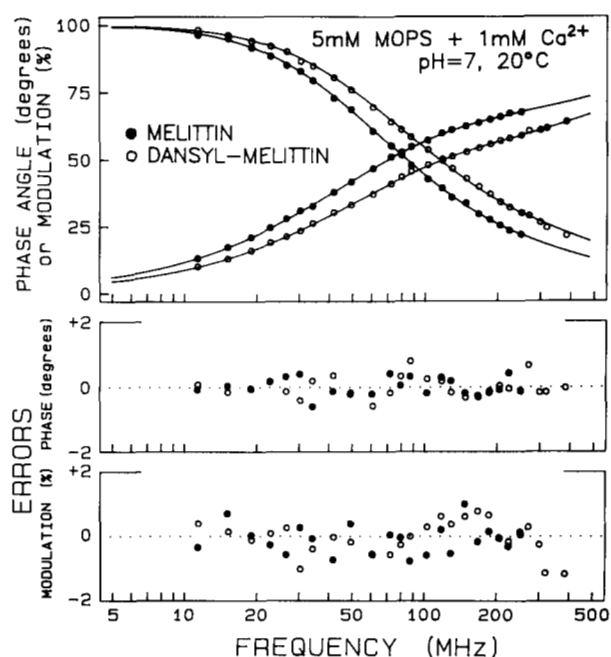 5mM MOPS + 1mM Ca²⁺
pH=7, 20°C
PHASE ANGLE (degrees)
or MODULATION (%)
100
75
50
25
0
● MELITTIN
○ DANSYL-MELITTIN
ERRORS
PHASE (degrees)
+2
0
-2
MODULATION (%)
+2
0
-2
5 10 20 50 100 200 500
FREQUENCY (MHz)